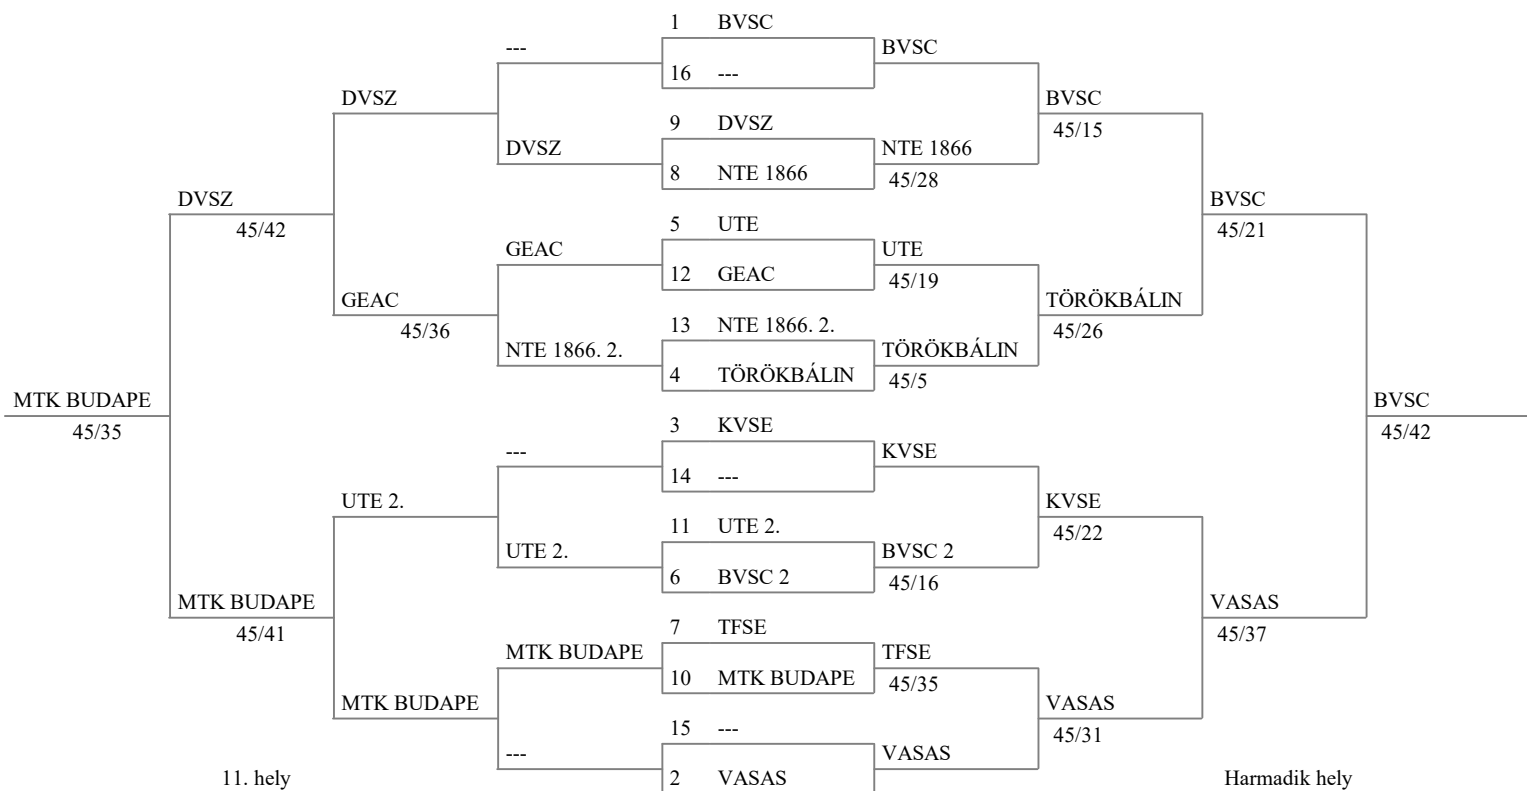 1 BVSC
--- BVSC
16 ---
DVSZ BVSC
9 DVSZ 45/15
DVSZ NTE 1866
8 NTE 1866 45/28
DVSZ BVSC
45/42 5 UTE 45/21
GEAC UTE
12 GEAC 45/19
GEAC TÖRÖKBÁLIN
45/36 13 NTE 1866. 2. 45/26
NTE 1866. 2. TÖRÖKBÁLIN
4 TÖRÖKBÁLIN 45/5
MTK BUDAPE BVSC
45/35 3 KVSE 45/42
--- KVSE
14 ---
UTE 2. KVSE
11 UTE 2. 45/22
UTE 2. BVSC 2
6 BVSC 2 45/16
MTK BUDAPE VASAS
45/41 7 TFSE 45/37
MTK BUDAPE TFSE
10 MTK BUDAPE 45/35
MTK BUDAPE VASAS
15 --- 45/31
--- VASAS
11. hely 2 VASAS Harmadik hely